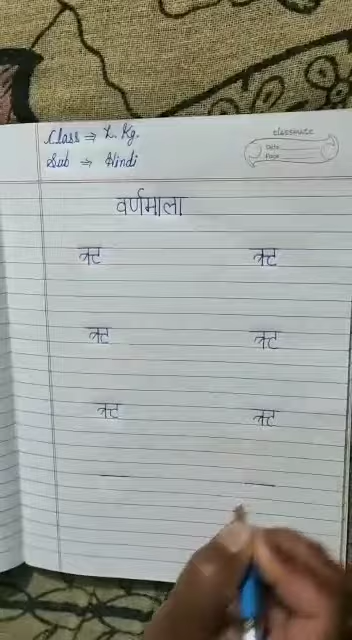 classmate
Date
Page
Class ⇒ L. Kg.
Sub ⇒ Hindi
वर्णमाला
ऋ ऋ
ऋ ऋ
ऋ ऋ